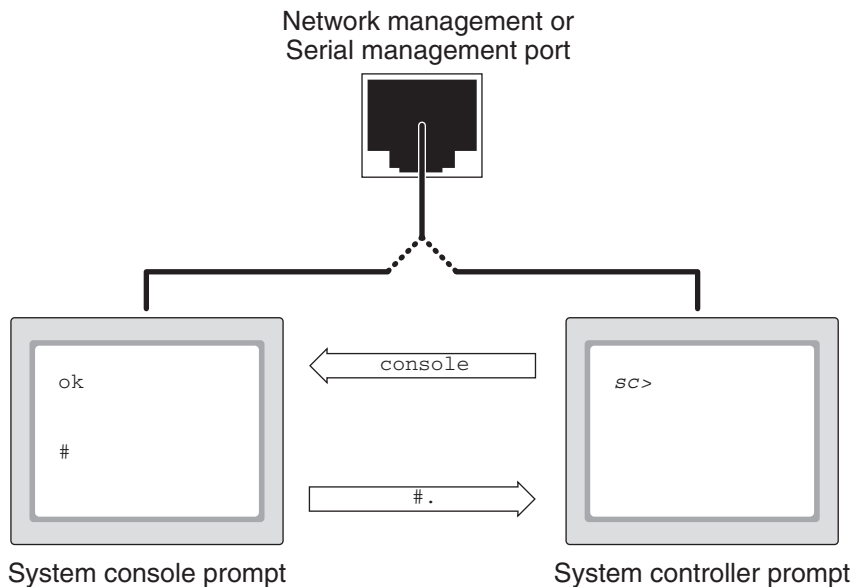 Network management or
Serial management port
console
ok
sc>
#
#.
System console prompt
System controller prompt